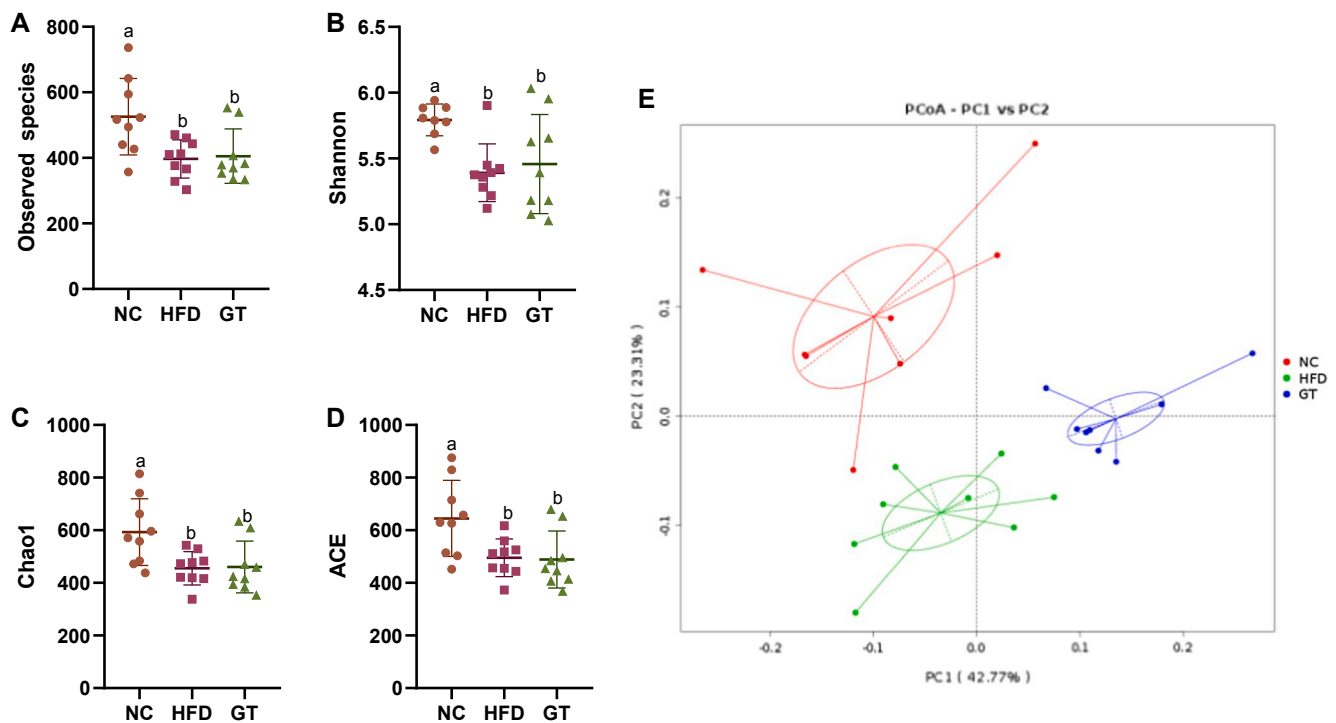 A
Observed species
800
600
400
200
0
a
b
b
NC HFD GT
B
Shannon
6.5
6.0
5.5
5.0
4.5
a
b
b
NC HFD GT
C
Chao1
1000
800
600
400
200
0
a
b
b
NC HFD GT
D
ACE
1000
800
600
400
200
0
a
b
b
NC HFD GT
E
PCoA - PC1 vs PC2
PC2 ( 23.31% )
0.2
0.1
0.0
-0.1
-0.2 -0.1 0.0 0.1 0.2
PC1 ( 42.77% )
NC
HFD
GT